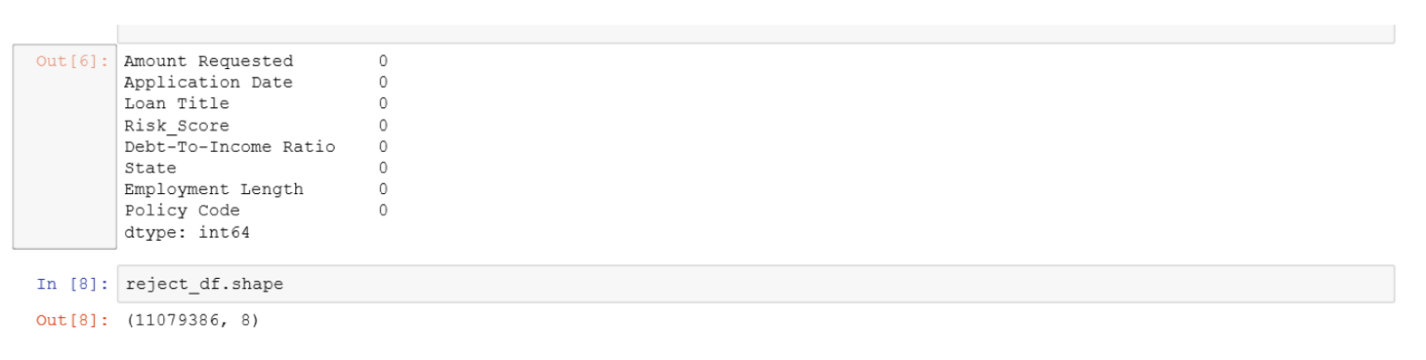 Out[6]: Amount Requested 0
Application Date 0
Loan Title 0
Risk_Score 0
Debt-To-Income Ratio 0
State 0
Employment Length 0
Policy Code 0
dtype: int64
In [8]: reject_df.shape
Out[8]: (11079386, 8)